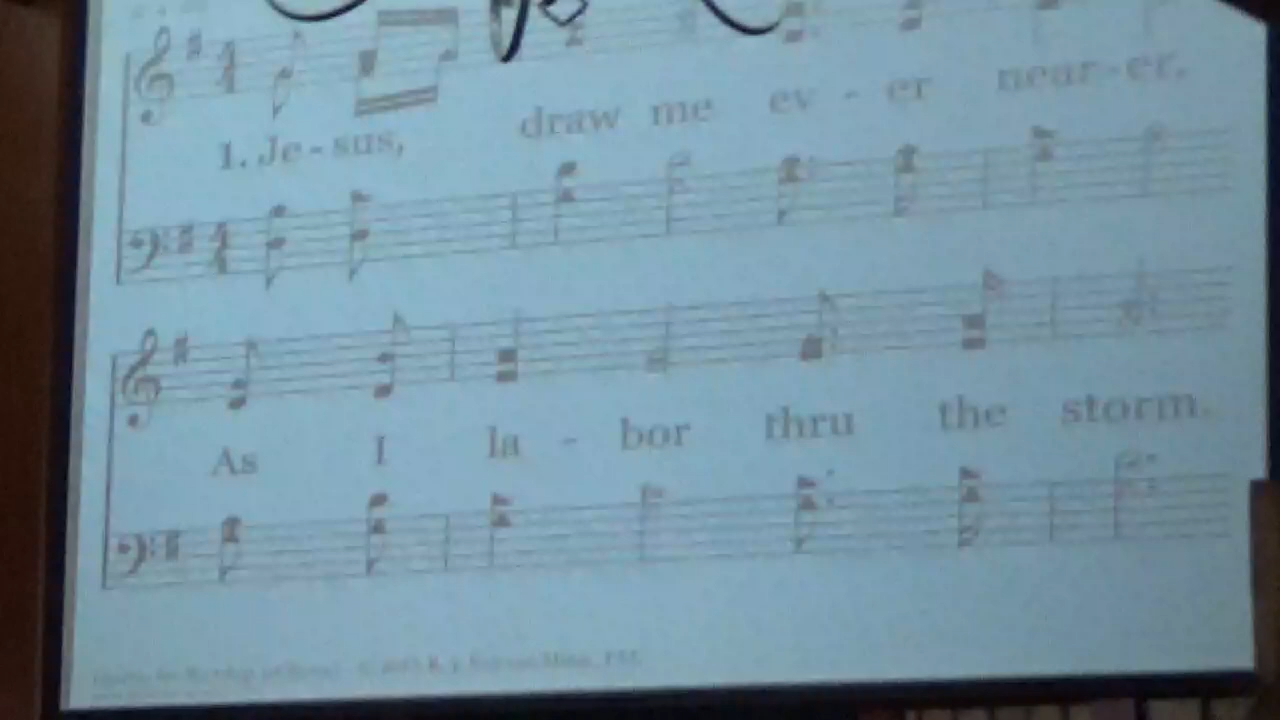 1. Je - sus, draw me ev - er near - er,
As I la - bor thru the storm.